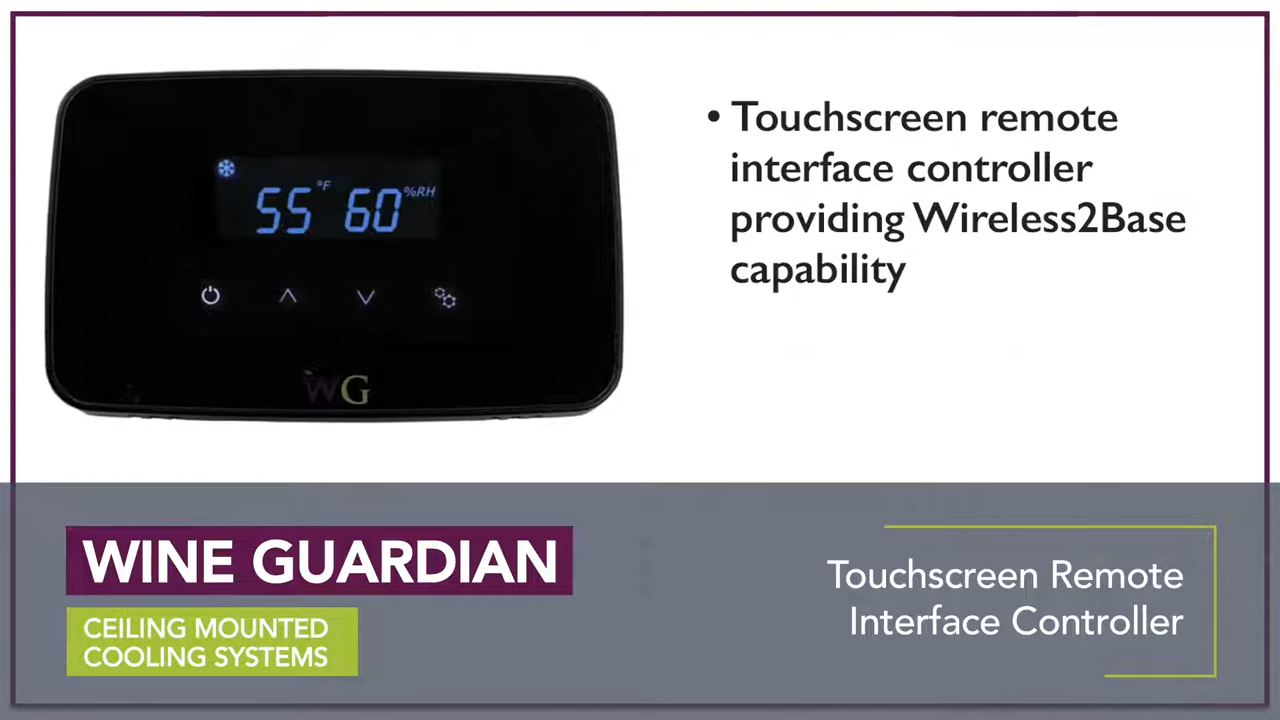 55 °F 60 %RH
WG
• Touchscreen remote
interface controller
providing Wireless2Base
capability
WINE GUARDIAN
CEILING MOUNTED
COOLING SYSTEMS
Touchscreen Remote
Interface Controller